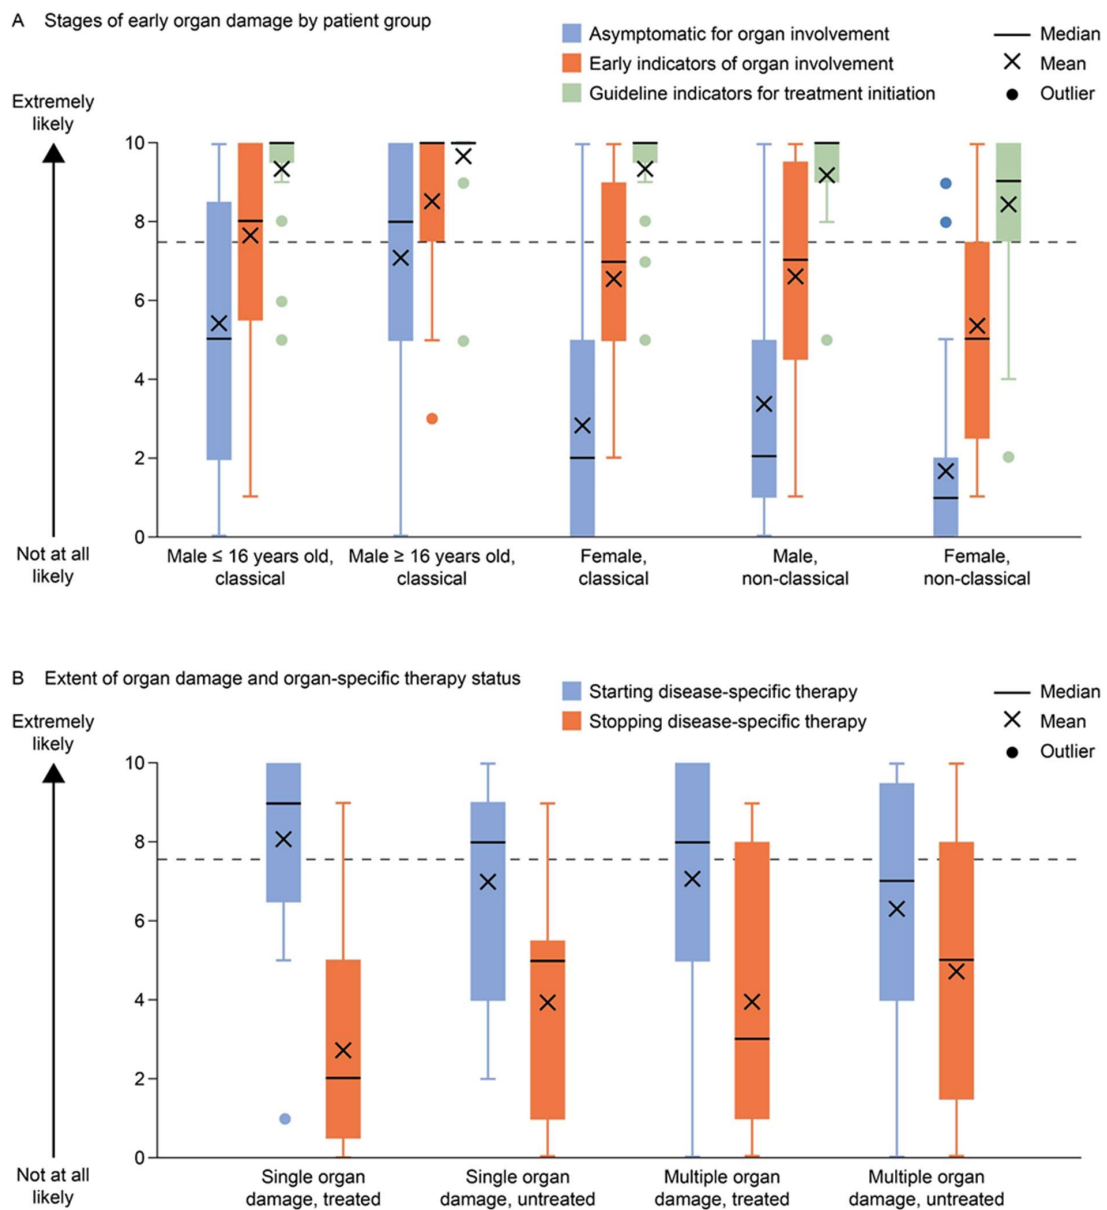 A Stages of early organ damage by patient group
Asymptomatic for organ involvement
Early indicators of organ involvement
Guideline indicators for treatment initiation
Median
Mean
Outlier
Extremely
likely
10
8
6
4
2
0
Not at all
likely
Male ≤ 16 years old,
classical
Male ≥ 16 years old,
classical
Female,
classical
Male,
non-classical
Female,
non-classical
B Extent of organ damage and organ-specific therapy status
Starting disease-specific therapy
Stopping disease-specific therapy
Median
Mean
Outlier
Extremely
likely
10
8
6
4
2
0
Not at all
likely
Single organ
damage, treated
Single organ
damage, untreated
Multiple organ
damage, treated
Multiple organ
damage, untreated